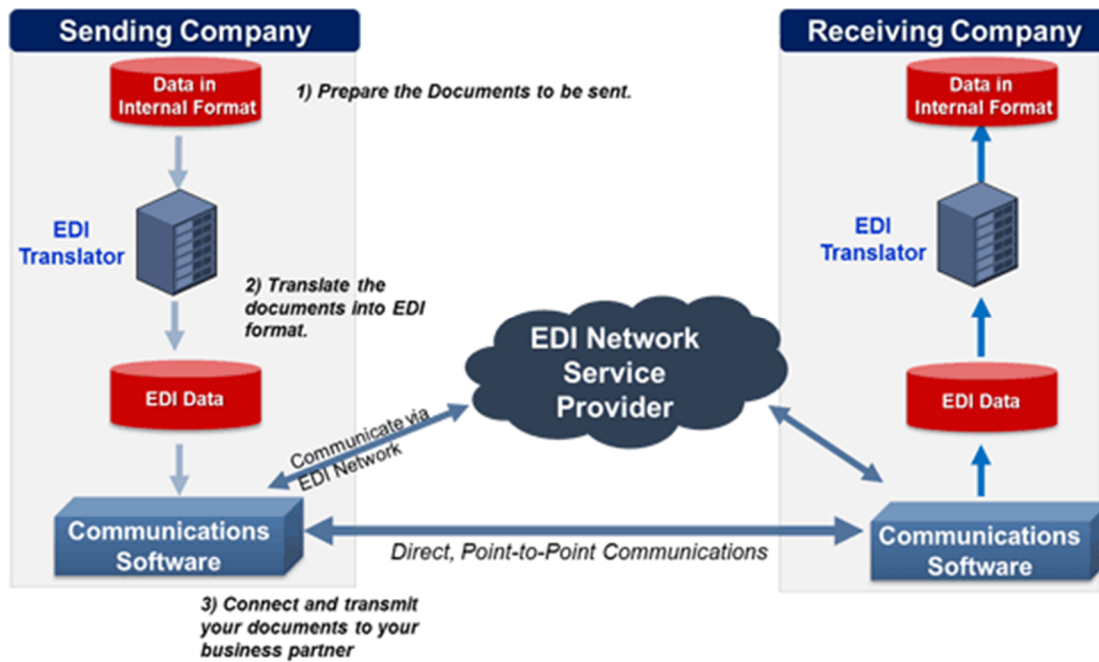 Sending Company
Data in
Internal Format
1) Prepare the Documents to be sent.
EDI
Translator
2) Translate the
documents into EDI
format.
EDI Data
Communications
Software
3) Connect and transmit
your documents to your
business partner
Communicate via
EDI Network
EDI Network
Service
Provider
Direct, Point-to-Point Communications
Receiving Company
Data in
Internal Format
EDI
Translator
EDI Data
Communications
Software